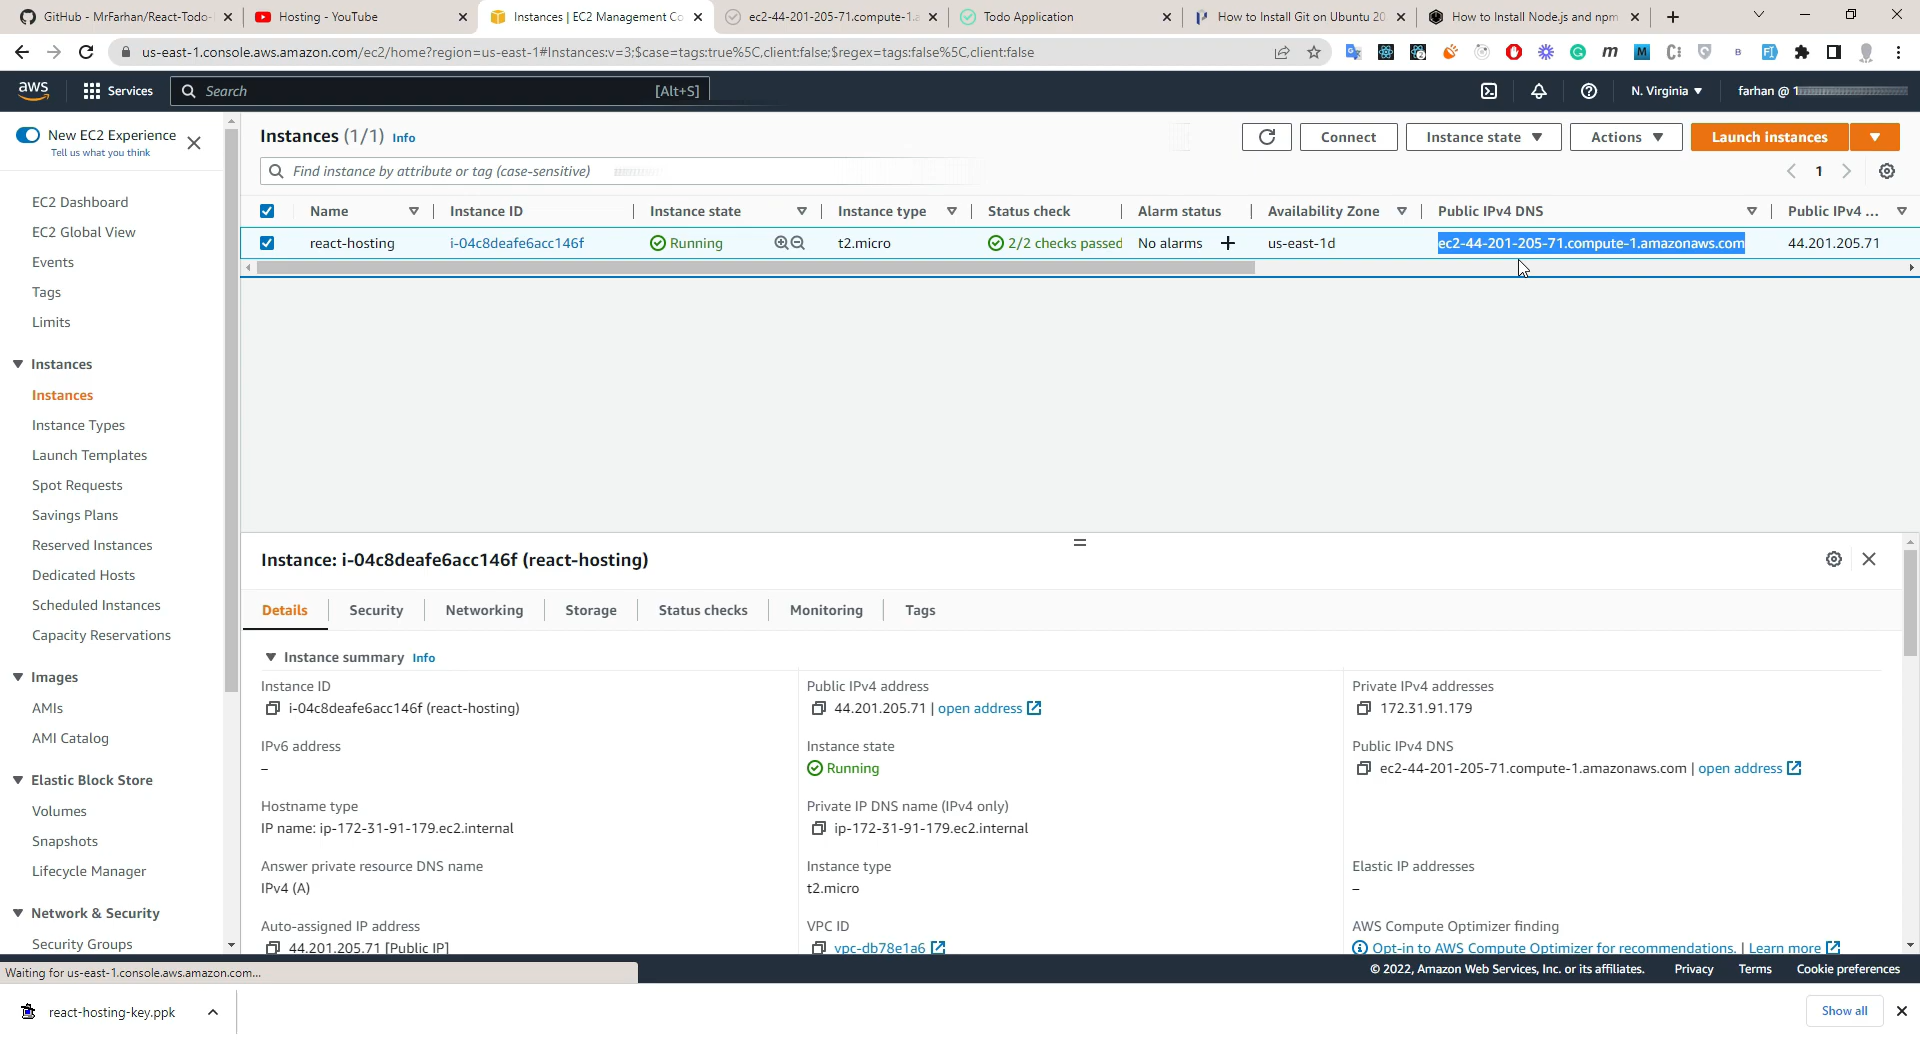 GitHub - MrFarhan/React-Todo-
Hosting - YouTube
Instances | EC2 Management Co
ec2-44-201-205-71.compute-1.a
Todo Application
How to Install Git on Ubuntu 20
How to Install Node.js and npm
us-east-1.console.aws.amazon.com/ec2/home?region=us-east-1#Instances:v=3;$case=tags:true%5C,client:false;$regex=tags:false%5C,client:false
aws
Services
Search
[Alt+S]
N. Virginia
farhan @ 1
New EC2 Experience
Tell us what you think
EC2 Dashboard
EC2 Global View
Events
Tags
Limits
Instances
Instances
Instance Types
Launch Templates
Spot Requests
Savings Plans
Reserved Instances
Dedicated Hosts
Scheduled Instances
Capacity Reservations
Images
AMIs
AMI Catalog
Elastic Block Store
Volumes
Snapshots
Lifecycle Manager
Network & Security
Security Groups
Instances (1/1) Info
Connect
Instance state
Actions
Launch instances
Find instance by attribute or tag (case-sensitive)
1
Name
Instance ID
Instance state
Instance type
Status check
Alarm status
Availability Zone
Public IPv4 DNS
Public IPv4 ...
react-hosting
i-04c8deafe6acc146f
Running
t2.micro
2/2 checks passed
No alarms
us-east-1d
ec2-44-201-205-71.compute-1.amazonaws.com
44.201.205.71
Instance: i-04c8deafe6acc146f (react-hosting)
Details
Security
Networking
Storage
Status checks
Monitoring
Tags
Instance summary Info
Instance ID
i-04c8deafe6acc146f (react-hosting)
Public IPv4 address
44.201.205.71 | open address
Private IPv4 addresses
172.31.91.179
IPv6 address
–
Instance state
Running
Public IPv4 DNS
ec2-44-201-205-71.compute-1.amazonaws.com | open address
Hostname type
IP name: ip-172-31-91-179.ec2.internal
Private IP DNS name (IPv4 only)
ip-172-31-91-179.ec2.internal
Answer private resource DNS name
IPv4 (A)
Instance type
t2.micro
Elastic IP addresses
–
Auto-assigned IP address
44.201.205.71 [Public IP]
VPC ID
vpc-db78e1a6
AWS Compute Optimizer finding
Opt-in to AWS Compute Optimizer for recommendations. | Learn more
Waiting for us-east-1.console.aws.amazon.com...
© 2022, Amazon Web Services, Inc. or its affiliates.
Privacy
Terms
Cookie preferences
react-hosting-key.ppk
Show all